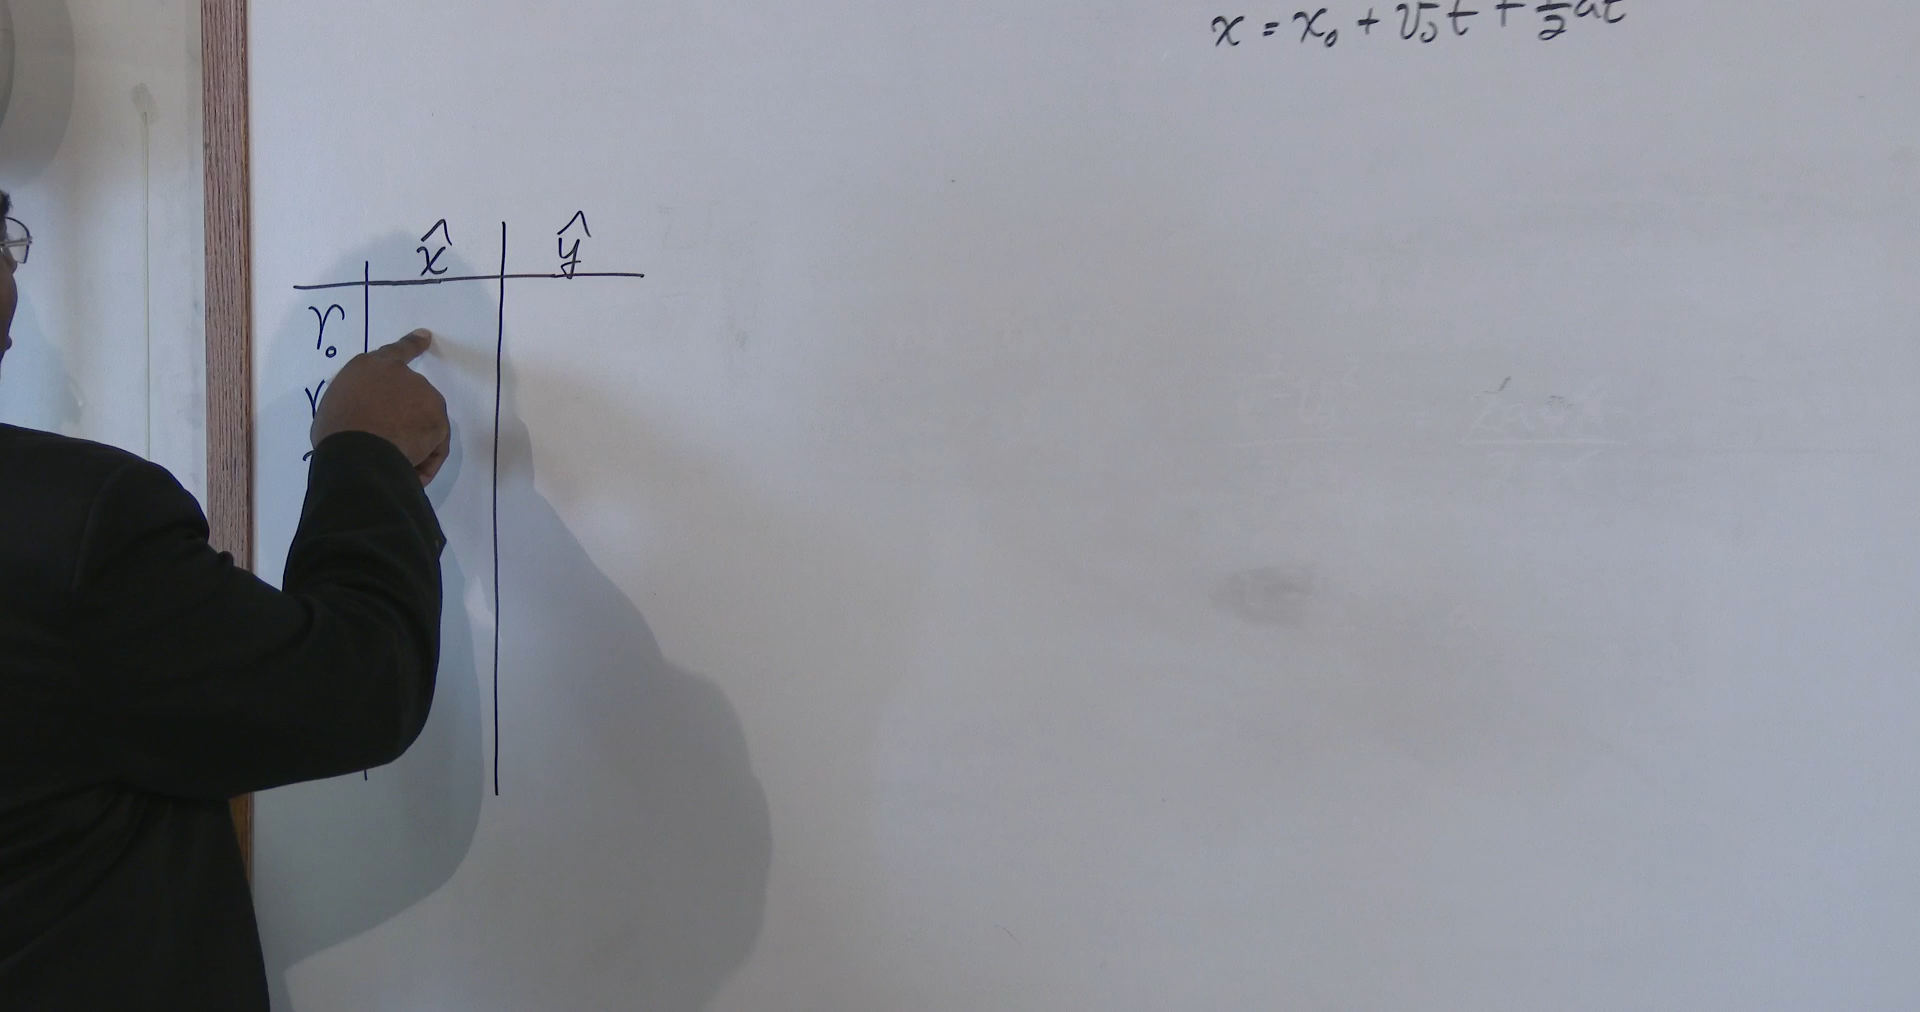 x = x₀ + v₀t + ½at
x̂ ŷ
r₀
r